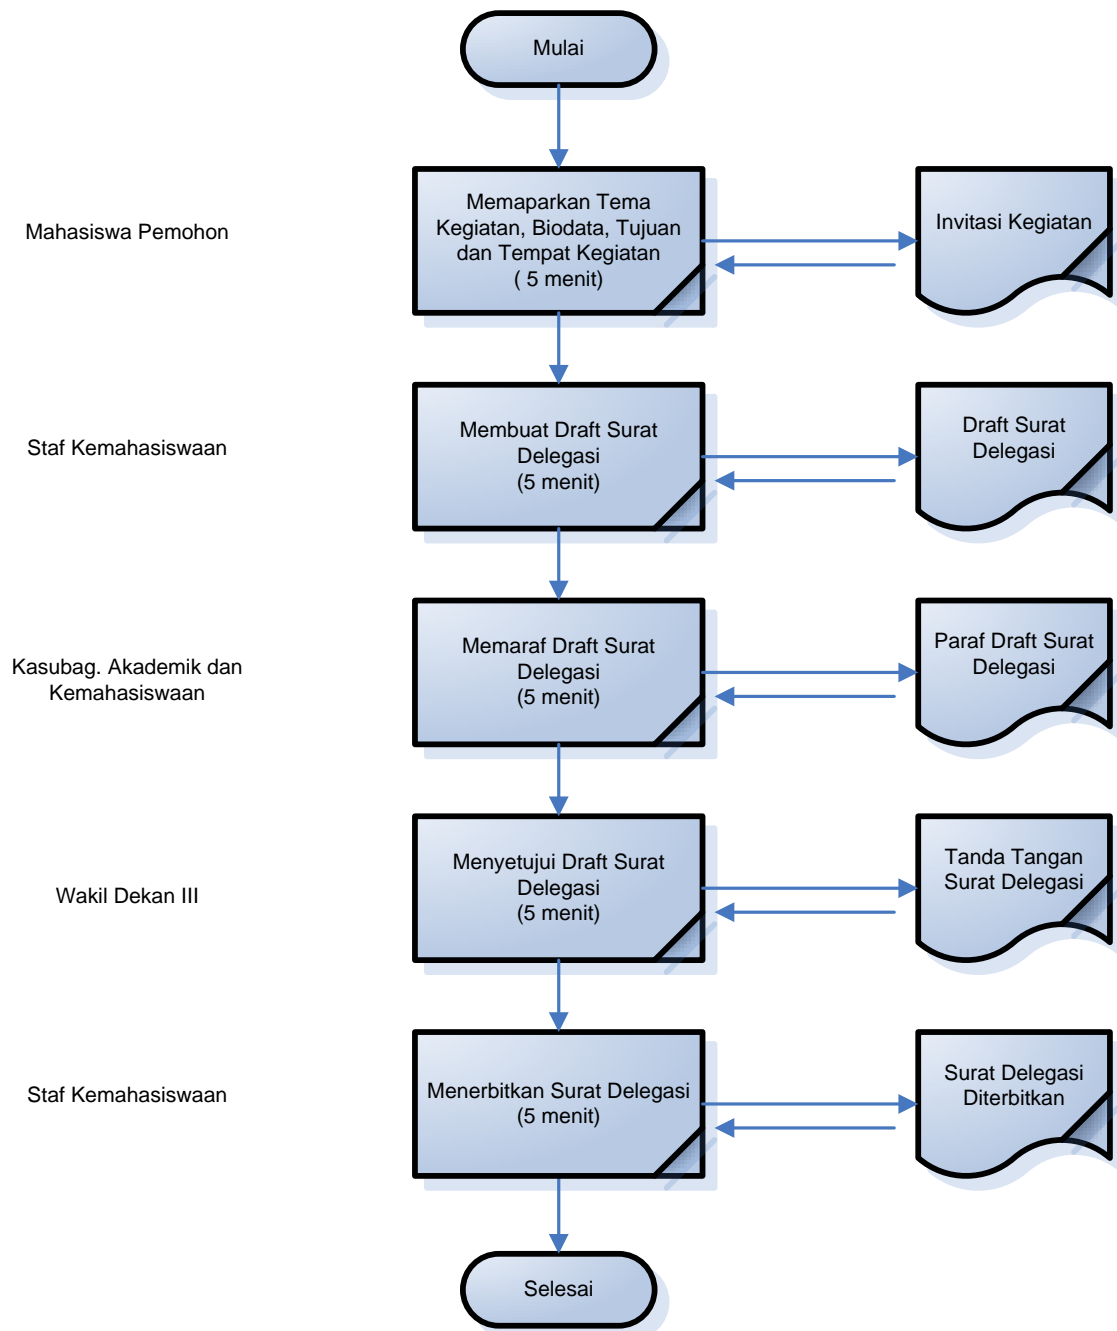 Mulai
Mahasiswa Pemohon
Memaparkan Tema
Kegiatan, Biodata, Tujuan
dan Tempat Kegiatan
( 5 menit)
Invitasi Kegiatan
Staf Kemahasiswaan
Membuat Draft Surat
Delegasi
(5 menit)
Draft Surat
Delegasi
Kasubag. Akademik dan
Kemahasiswaan
Memaraf Draft Surat
Delegasi
(5 menit)
Paraf Draft Surat
Delegasi
Wakil Dekan III
Menyetujui Draft Surat
Delegasi
(5 menit)
Tanda Tangan
Surat Delegasi
Staf Kemahasiswaan
Menerbitkan Surat Delegasi
(5 menit)
Surat Delegasi
Diterbitkan
Selesai